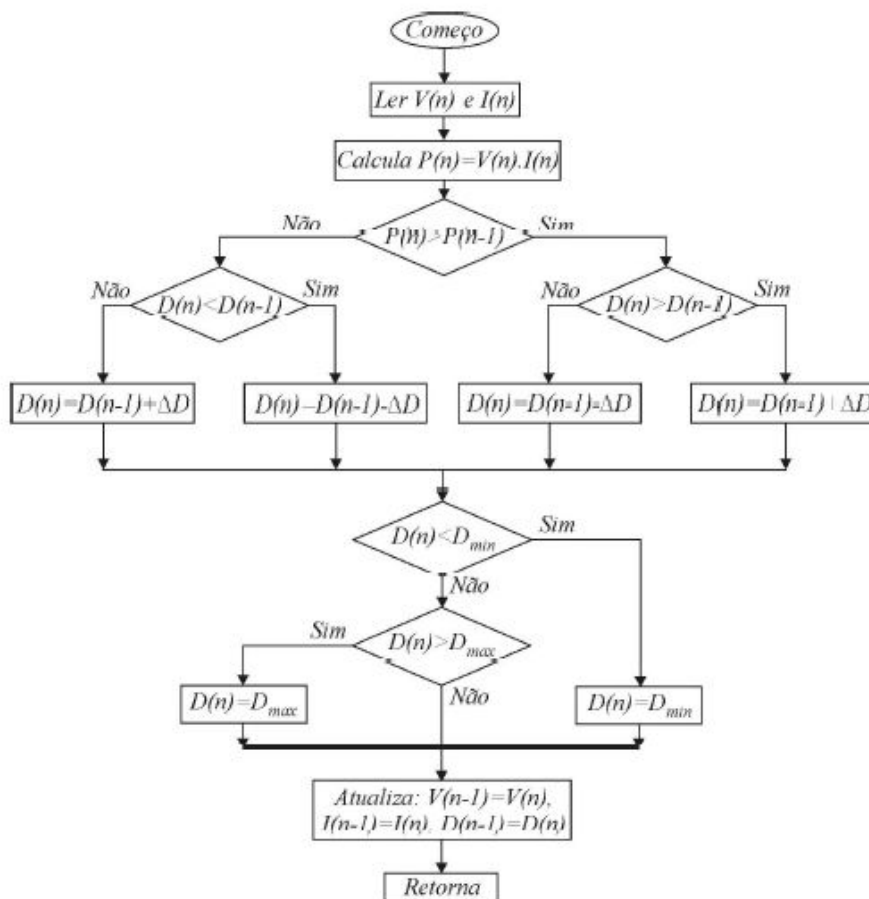 Começo
Ler V(n) e I(n)
Calcula P(n)=V(n).I(n)
Não
Sim
P(n)>P(n-1)
Não
D(n)<D(n-1)
Sim
Não
D(n)>D(n-1)
Sim
D(n)=D(n-1)+ΔD
D(n)=D(n-1)-ΔD
D(n)=D(n-1)-ΔD
D(n)=D(n-1)+ΔD
D(n)<Dmin
Sim
Não
Sim
D(n)>Dmax
Não
D(n)=Dmax
D(n)=Dmin
Atualiza: V(n-1)=V(n),
I(n-1)=I(n), D(n-1)=D(n)
Retorna